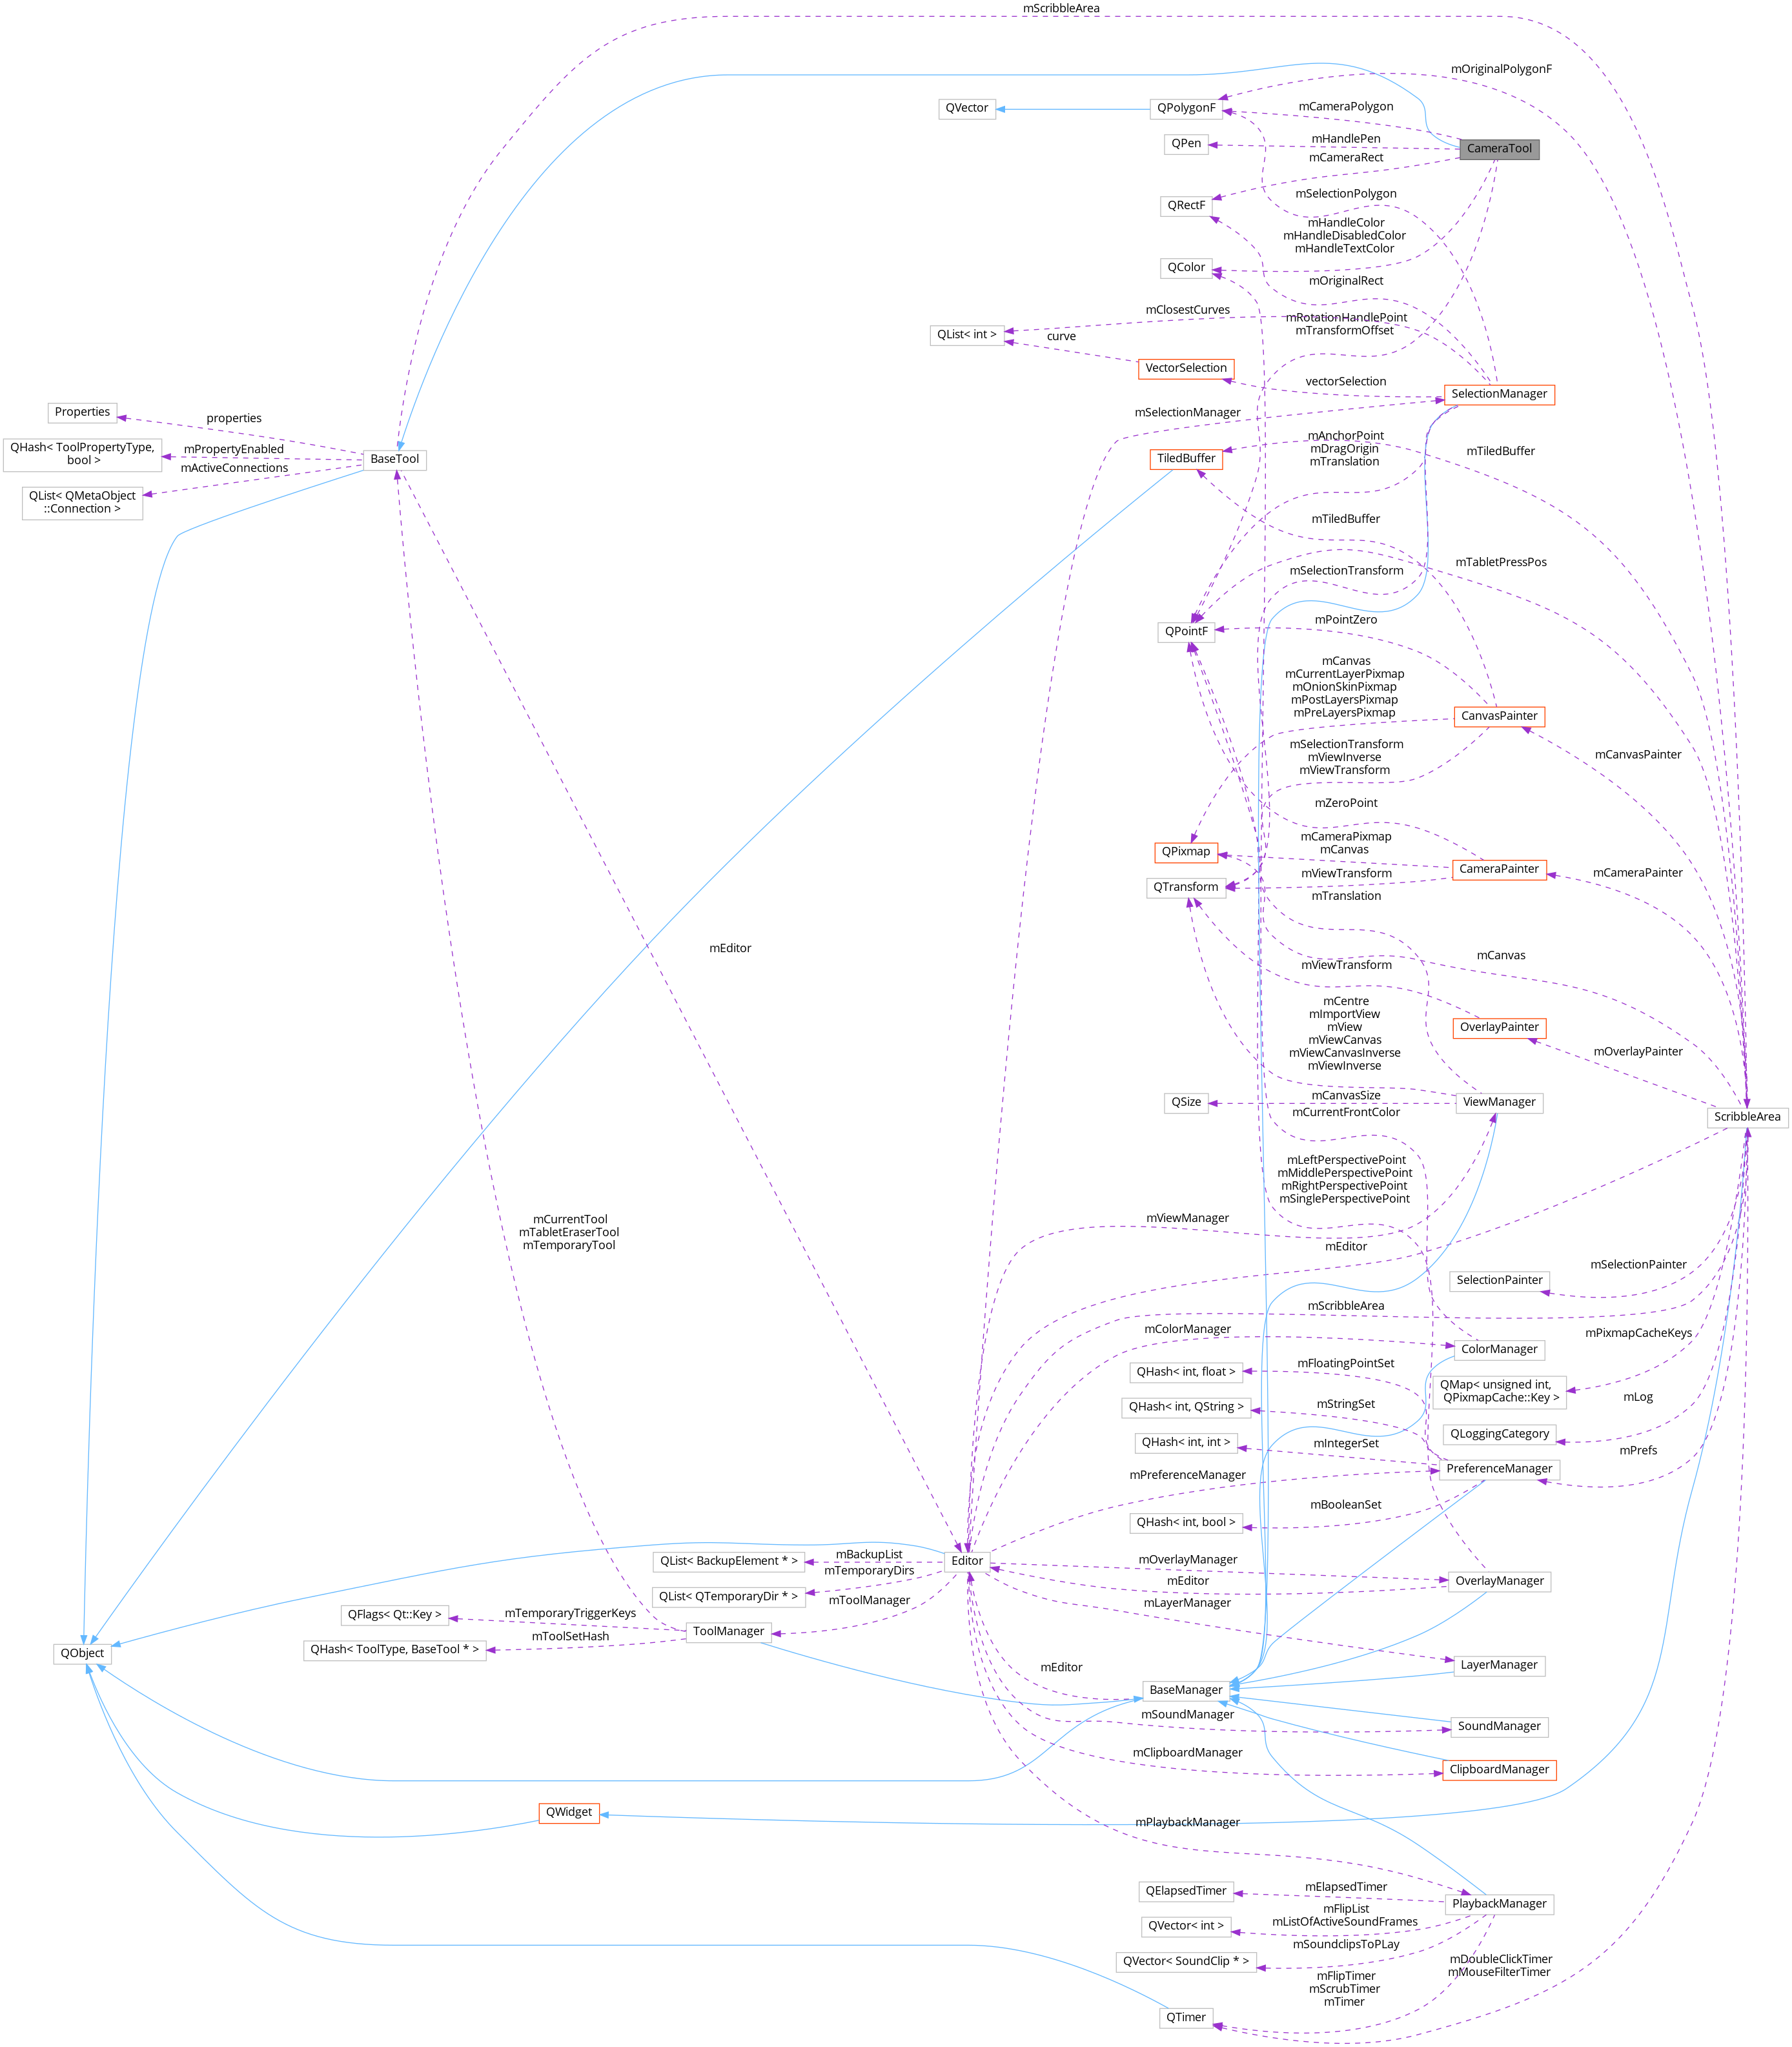 mScribbleArea
mOriginalPolygonF
QVector
QPolygonF
mCameraPolygon
QPen
mHandlePen
CameraTool
mCameraRect
QRectF
mSelectionPolygon
mHandleColor
mHandleDisabledColor
mHandleTextColor
QColor
mOriginalRect
mClosestCurves
mRotationHandlePoint
mTransformOffset
QList< int >
curve
VectorSelection
vectorSelection
SelectionManager
mSelectionManager
Properties
properties
QHash< ToolPropertyType,
bool >
mPropertyEnabled
mActiveConnections
BaseTool
QList< QMetaObject
::Connection >
TiledBuffer
mAnchorPoint
mDragOrigin
mTranslation
mTiledBuffer
mTiledBuffer
mSelectionTransform
mTabletPressPos
QPointF
mPointZero
mCanvas
mCurrentLayerPixmap
mOnionSkinPixmap
mPostLayersPixmap
mPreLayersPixmap
CanvasPainter
mSelectionTransform
mViewInverse
mViewTransform
mCanvasPainter
mZeroPoint
QPixmap
mCameraPixmap
mCanvas
CameraPainter
mCameraPainter
QTransform
mViewTransform
mTranslation
mEditor
mCanvas
mViewTransform
mCentre
mImportView
mView
mViewCanvas
mViewCanvasInverse
mViewInverse
OverlayPainter
mOverlayPainter
QSize
mCanvasSize
ViewManager
ScribbleArea
mCurrentFrontColor
mLeftPerspectivePoint
mMiddlePerspectivePoint
mRightPerspectivePoint
mSinglePerspectivePoint
mCurrentTool
mTabletEraserTool
mTemporaryTool
mViewManager
mEditor
SelectionPainter
mSelectionPainter
mScribbleArea
mColorManager
ColorManager
mPixmapCacheKeys
QHash< int, float >
mFloatingPointSet
QMap< unsigned int,
QPixmapCache::Key >
QHash< int, QString >
mStringSet
mLog
QHash< int, int >
mIntegerSet
QLoggingCategory
mPreferenceManager
PreferenceManager
mPrefs
QHash< int, bool >
mBooleanSet
QList< BackupElement * >
mBackupList
Editor
mOverlayManager
mTemporaryDirs
QList< QTemporaryDir * >
mEditor
OverlayManager
mToolManager
mLayerManager
QFlags< Qt::Key >
mTemporaryTriggerKeys
ToolManager
QHash< ToolType, BaseTool * >
mToolSetHash
QObject
mEditor
LayerManager
BaseManager
mSoundManager
SoundManager
mClipboardManager
ClipboardManager
QWidget
mPlaybackManager
QElapsedTimer
mElapsedTimer
PlaybackManager
QVector< int >
mFlipList
mListOfActiveSoundFrames
QVector< SoundClip * >
mSoundclipsToPLay
mDoubleClickTimer
mMouseFilterTimer
mFlipTimer
mScrubTimer
mTimer
QTimer